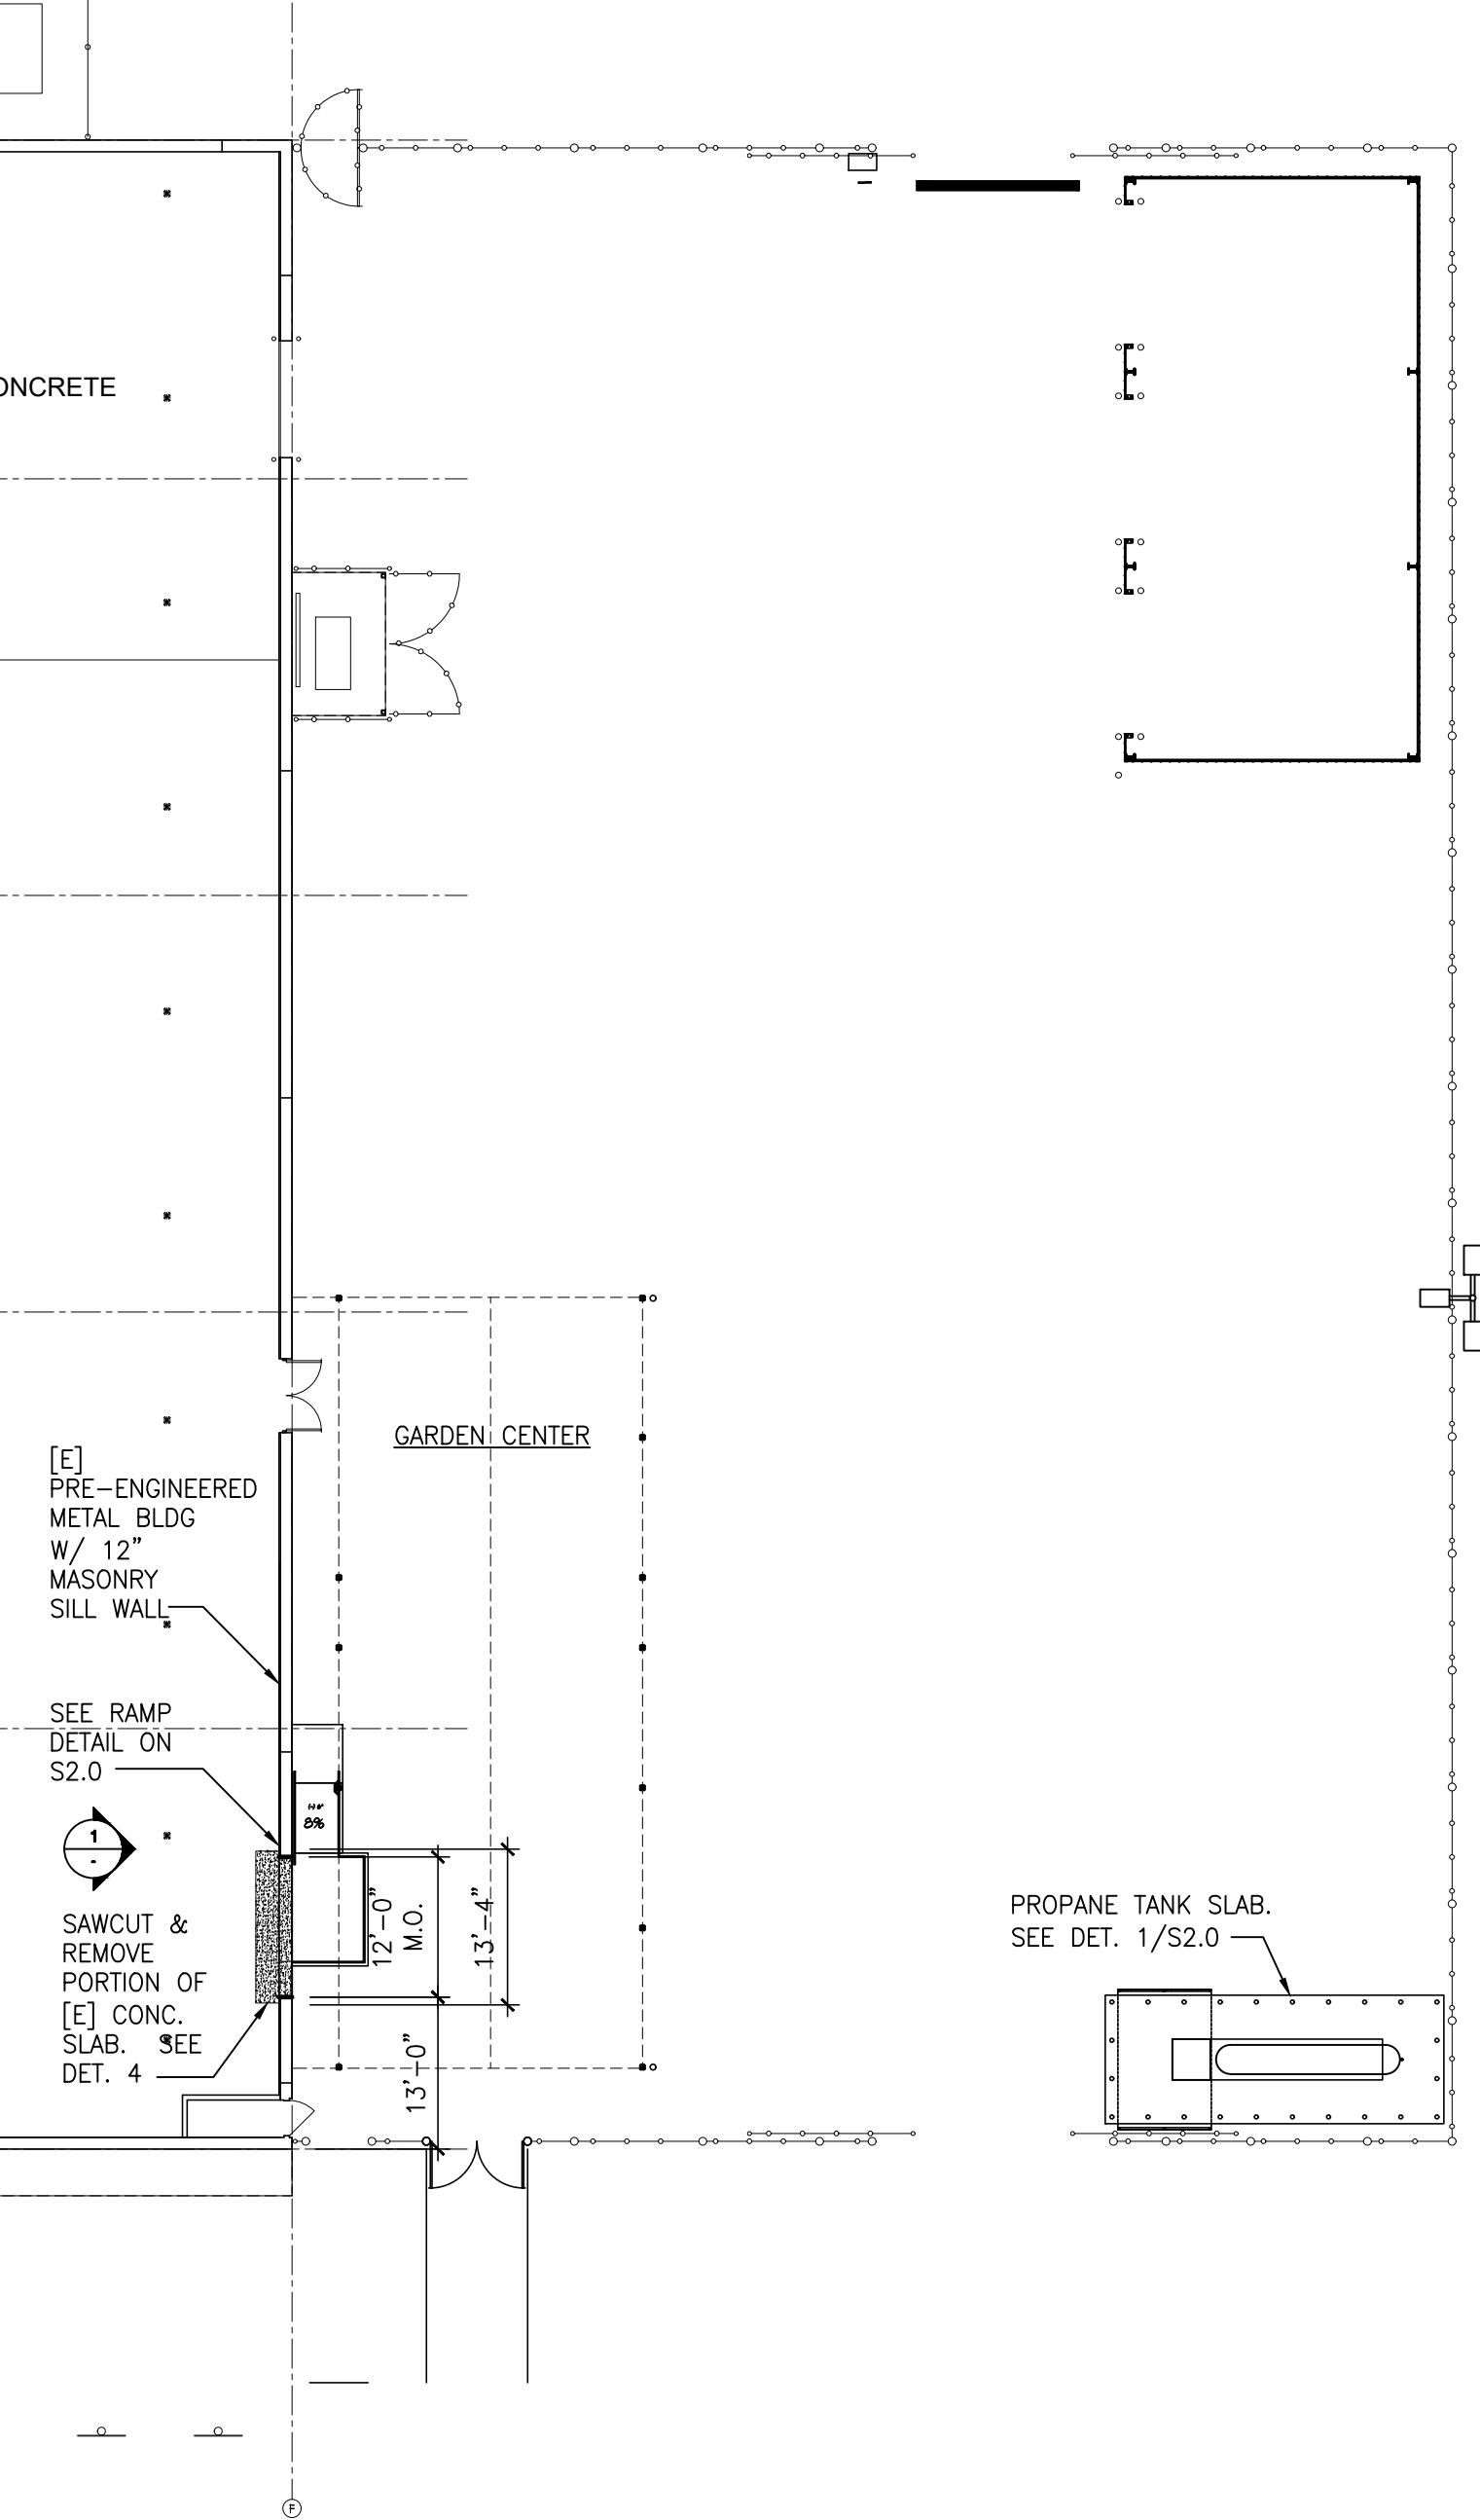 ONCRETE
GARDEN CENTER
[E]
PRE-ENGINEERED
METAL BLDG
W/ 12"
MASONRY
SILL WALL
SEE RAMP
DETAIL ON
S2.0
8%
1
-
12'-0"
M.O.
13'-4"
SAWCUT &
REMOVE
PORTION OF
[E] CONC.
SLAB. SEE
DET. 4
13'-0"
PROPANE TANK SLAB.
SEE DET. 1/S2.0
F